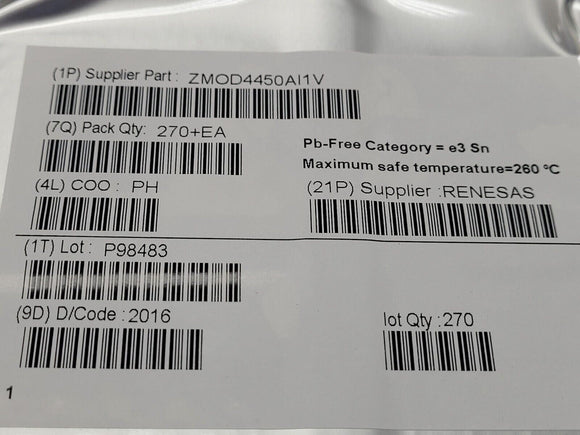 (1P) Supplier Part : ZMOD4450AI1V
(7Q) Pack Qty: 270+EA
Pb-Free Category = e3 Sn
Maximum safe temperature=260 °C
(4L) COO : PH
(21P) Supplier :RENESAS
(1T) Lot : P98483
(9D) D/Code :2016
lot Qty :270
1